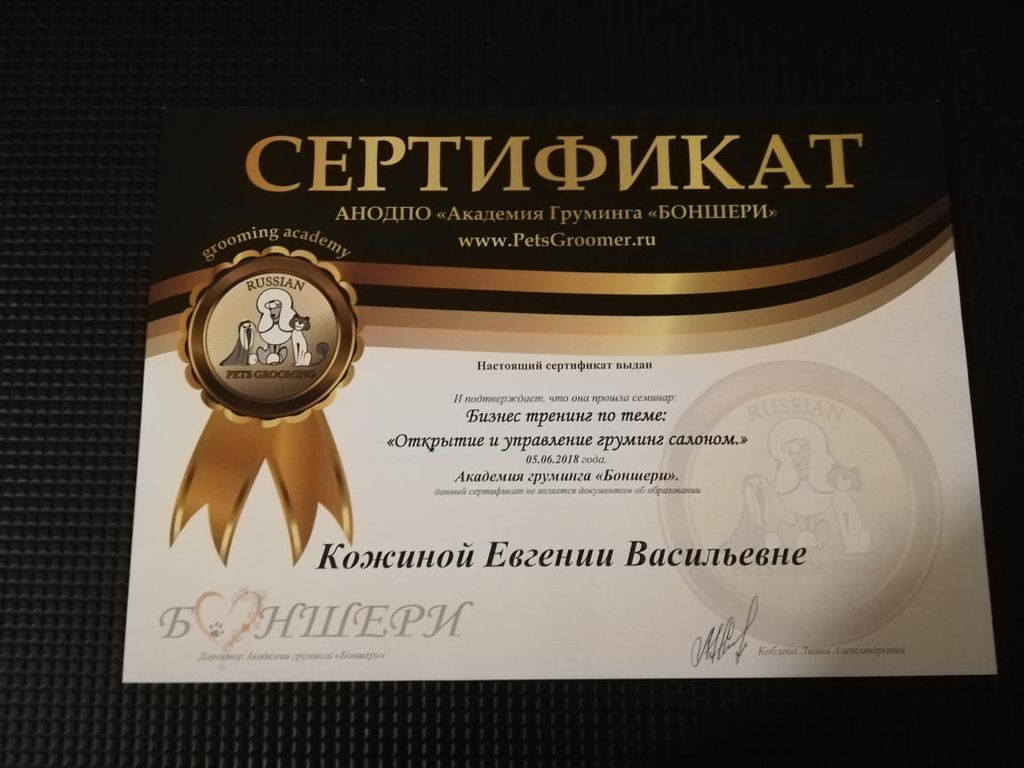 СЕРТИФИКАТ
АНОДПО «Академия Груминга «БОНШЕРИ»
www.PetsGroomer.ru
grooming academy
RUSSIAN
PETS GROOMING
Настоящий сертификат выдан
И подтверждает, что она прошла семинар:
Бизнес тренинг по теме:
«Открытие и управление груминг салоном.»
05.06.2018 года.
Академия груминга «Боншери».
данный сертификат не является документом об образовании
RUSSIAN
Кожиной Евгении Васильевне
БОНШЕРИ
Директор Академии груминга «Боншери»
Кобзева Лиана Александровна